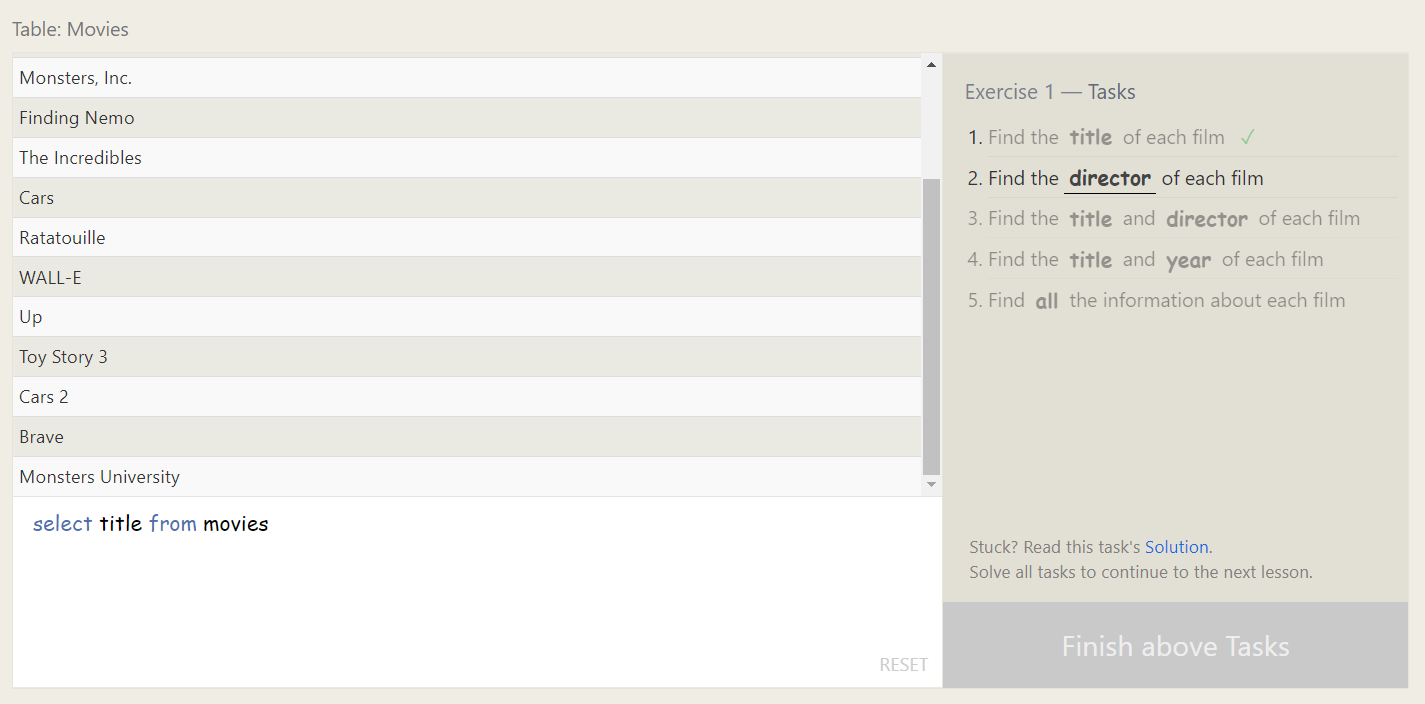 Table: Movies
Monsters, Inc.
Finding Nemo
The Incredibles
Cars
Ratatouille
WALL-E
Up
Toy Story 3
Cars 2
Brave
Monsters University
select title from movies
RESET
Exercise 1 — Tasks
1. Find the title of each film ✓
2. Find the director of each film
3. Find the title and director of each film
4. Find the title and year of each film
5. Find all the information about each film
Stuck? Read this task's Solution.
Solve all tasks to continue to the next lesson.
Finish above Tasks